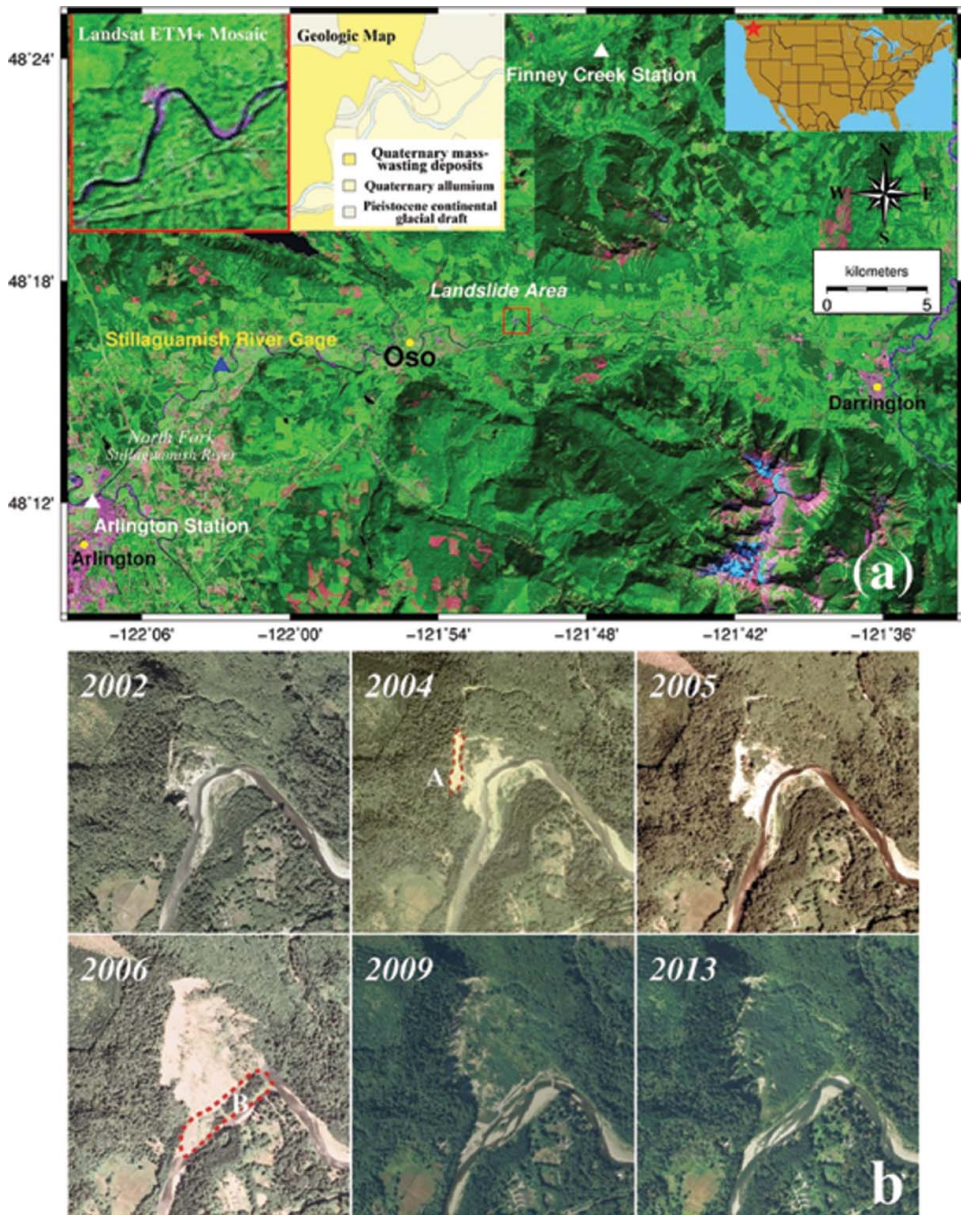 Landsat ETM+ Mosaic
Geologic Map
Quaternary mass-
wasting deposits
Quaternary allumium
Pieistocene continental
glacial draft
Finney Creek Station
N
W E
S
kilometers
0 5
48°24'
48°18'
48°12'
Landslide Area
Stillaguamish River Gage
Oso
Darrington
North Fork
Stillaguamish River
Arlington Station
Arlington
(a)
−122°06'
−122°00'
−121°54'
−121°48'
−121°42'
−121°36'
2002
2004
A
2005
2006
B
2009
2013
b